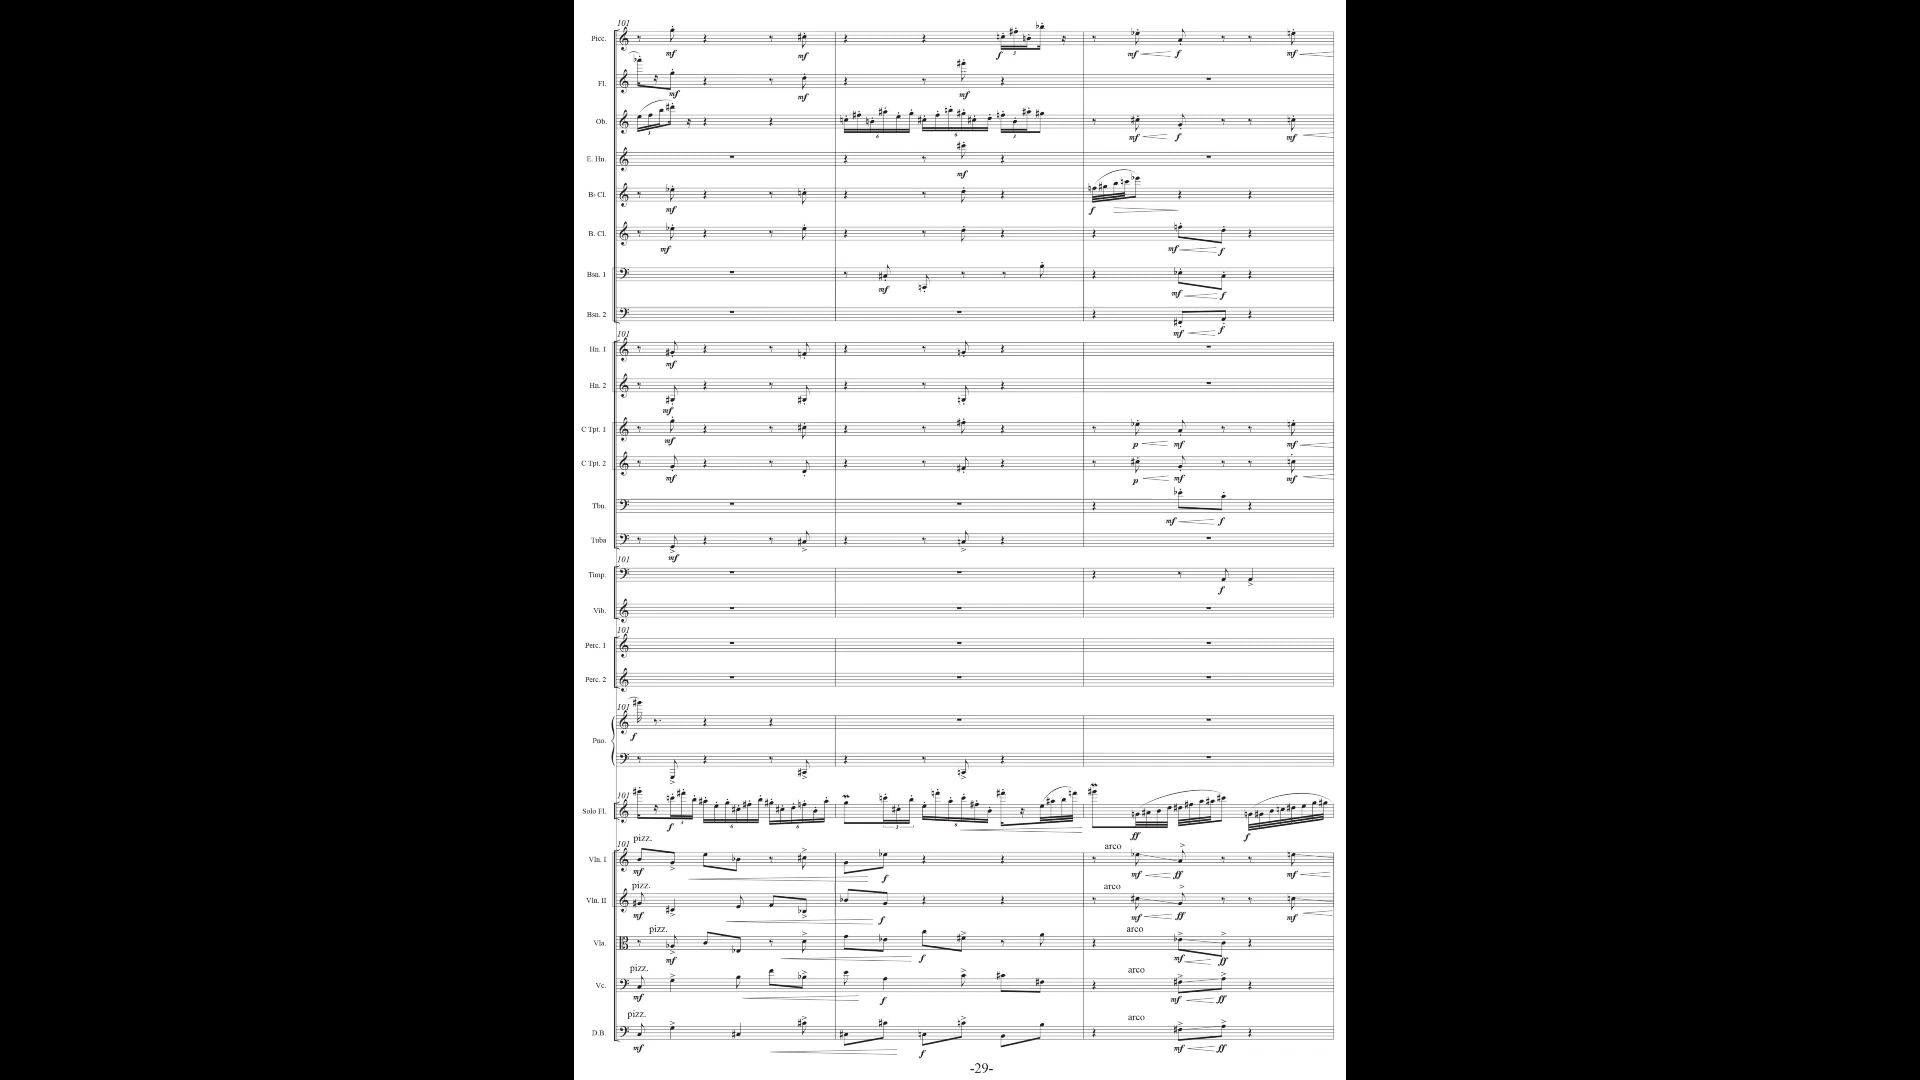 101
Picc.
mf mf f mf f mf
3
Fl.
mf mf mf
Ob.
3 6 6 3
mf f mf
E. Hn.
mf
B♭ Cl.
mf f
B. Cl.
mf mf f
Bsn. 1
mf mf f
Bsn. 2
mf f
101
Hn. 1
mf
Hn. 2
mf
C Tpt. 1
mf p mf mf
C Tpt. 2
mf p mf mf
Tbn.
mf f
Tuba
mf
101
Timp.
f
Vib.
101
Perc. 1
Perc. 2
101
f
Pno.
101
Solo Fl.
f 3 6 6 3 6 ff f
101
pizz. arco
Vln. I
mf f mf ff mf
pizz. arco
Vln. II
mf f mf ff mf
pizz. arco
Vla.
mf f mf ff
pizz. arco
Vc.
mf f mf ff
pizz. arco
D.B.
mf f mf ff
-29-